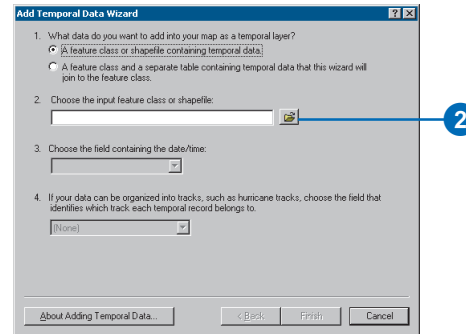 Add Temporal Data Wizard
1. What data do you want to add into your map as a temporal layer?
A feature class or shapefile containing temporal data.
A feature class and a separate table containing temporal data that this wizard will
join to the feature class.
2. Choose the input feature class or shapefile:
2
3. Choose the field containing the date/time:
4. If your data can be organized into tracks, such as hurricane tracks, choose the field that
identifies which track each temporal record belongs to.
(None)
About Adding Temporal Data...
< Back
Finish
Cancel